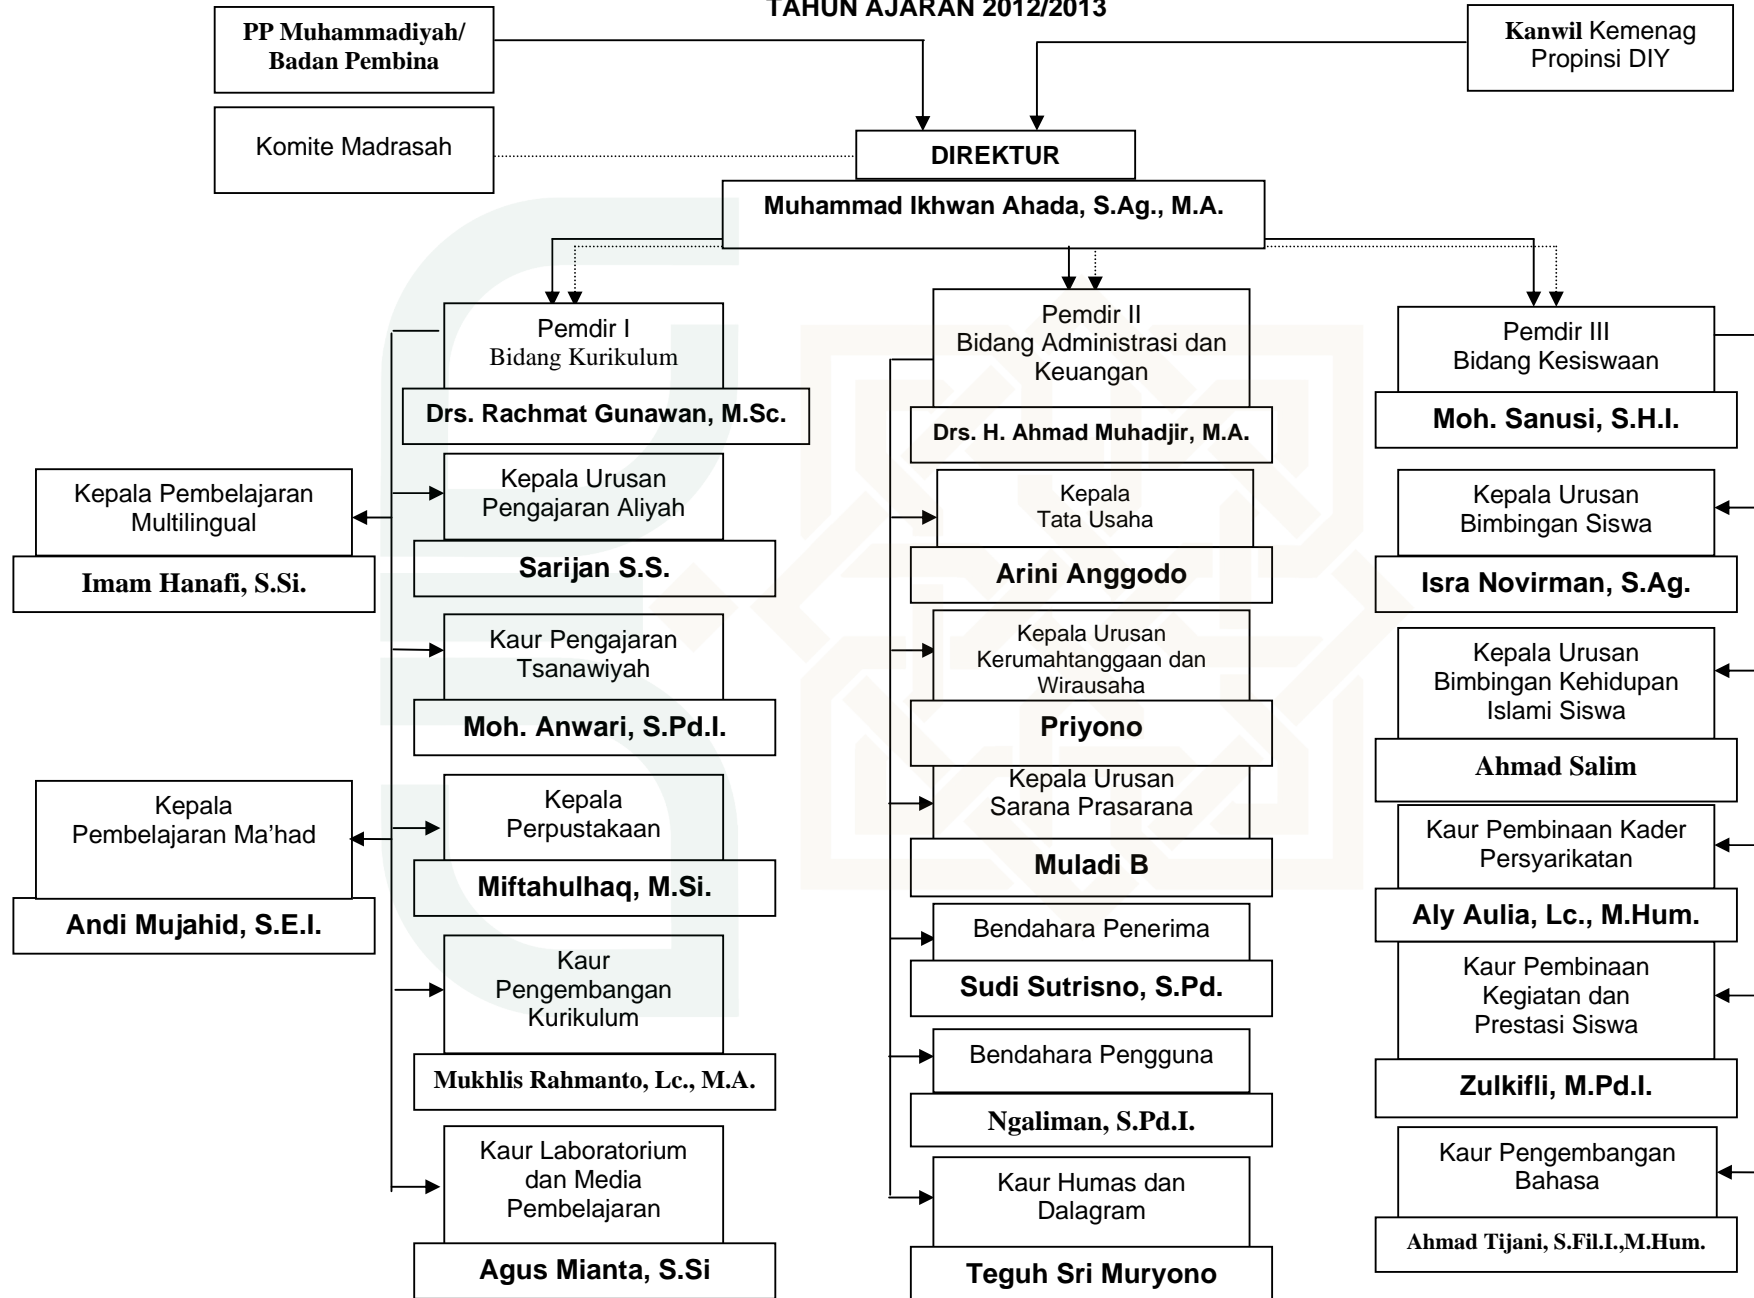 TAHUN AJARAN 2012/2013
PP Muhammadiyah/
Badan Pembina
Kanwil Kemenag
Propinsi DIY
Komite Madrasah
DIREKTUR
Muhammad Ikhwan Ahada, S.Ag., M.A.
Pemdir I
Bidang Kurikulum
Drs. Rachmat Gunawan, M.Sc.
Kepala Pembelajaran
Multilingual
Imam Hanafi, S.Si.
Kepala
Pembelajaran Ma’had
Andi Mujahid, S.E.I.
Kepala Urusan
Pengajaran Aliyah
Sarijan S.S.
Kaur Pengajaran
Tsanawiyah
Moh. Anwari, S.Pd.I.
Kepala
Perpustakaan
Miftahulhaq, M.Si.
Kaur
Pengembangan
Kurikulum
Mukhlis Rahmanto, Lc., M.A.
Kaur Laboratorium
dan Media
Pembelajaran
Agus Mianta, S.Si
Pemdir II
Bidang Administrasi dan
Keuangan
Drs. H. Ahmad Muhadjir, M.A.
Kepala
Tata Usaha
Arini Anggodo
Kepala Urusan
Kerumahtanggaan dan
Wirausaha
Priyono
Kepala Urusan
Sarana Prasarana
Muladi B
Bendahara Penerima
Sudi Sutrisno, S.Pd.
Bendahara Pengguna
Ngaliman, S.Pd.I.
Kaur Humas dan
Dalagram
Teguh Sri Muryono
Pemdir III
Bidang Kesiswaan
Moh. Sanusi, S.H.I.
Kepala Urusan
Bimbingan Siswa
Isra Novirman, S.Ag.
Kepala Urusan
Bimbingan Kehidupan
Islami Siswa
Ahmad Salim
Kaur Pembinaan Kader
Persyarikatan
Aly Aulia, Lc., M.Hum.
Kaur Pembinaan
Kegiatan dan
Prestasi Siswa
Zulkifli, M.Pd.I.
Kaur Pengembangan
Bahasa
Ahmad Tijani, S.Fil.I.,M.Hum.